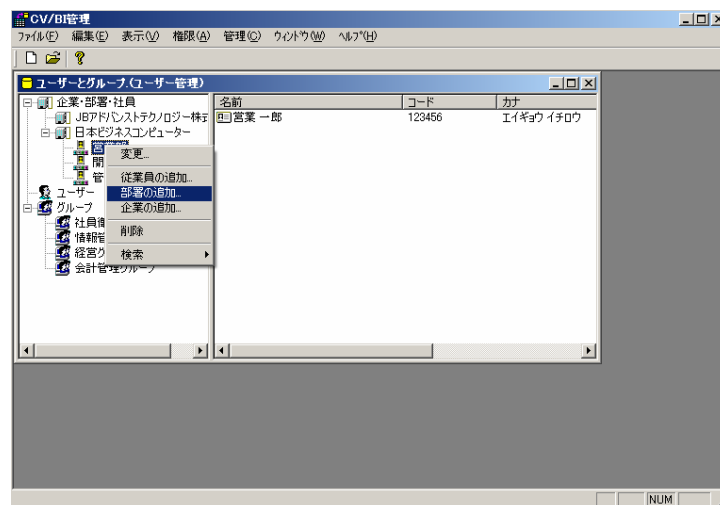 CV/BI管理
ファイル(F) 編集(E) 表示(V) 権限(A) 管理(C) ウィンドウ(W) ヘルプ(H)
ユーザーとグループ.(ユーザー管理)
企業・部署・社員
JBアドバンストテクノロジー株式
日本ビジネスコンピューター
営業部
開
管
ユーザー
グループ
社員
情報管
経営グ
会計管理グループ
変更...
従業員の追加...
部署の追加...
企業の追加...
削除
検索
名前 コード カナ
営業 一郎 123456 エイギョウ イチロウ
NUM